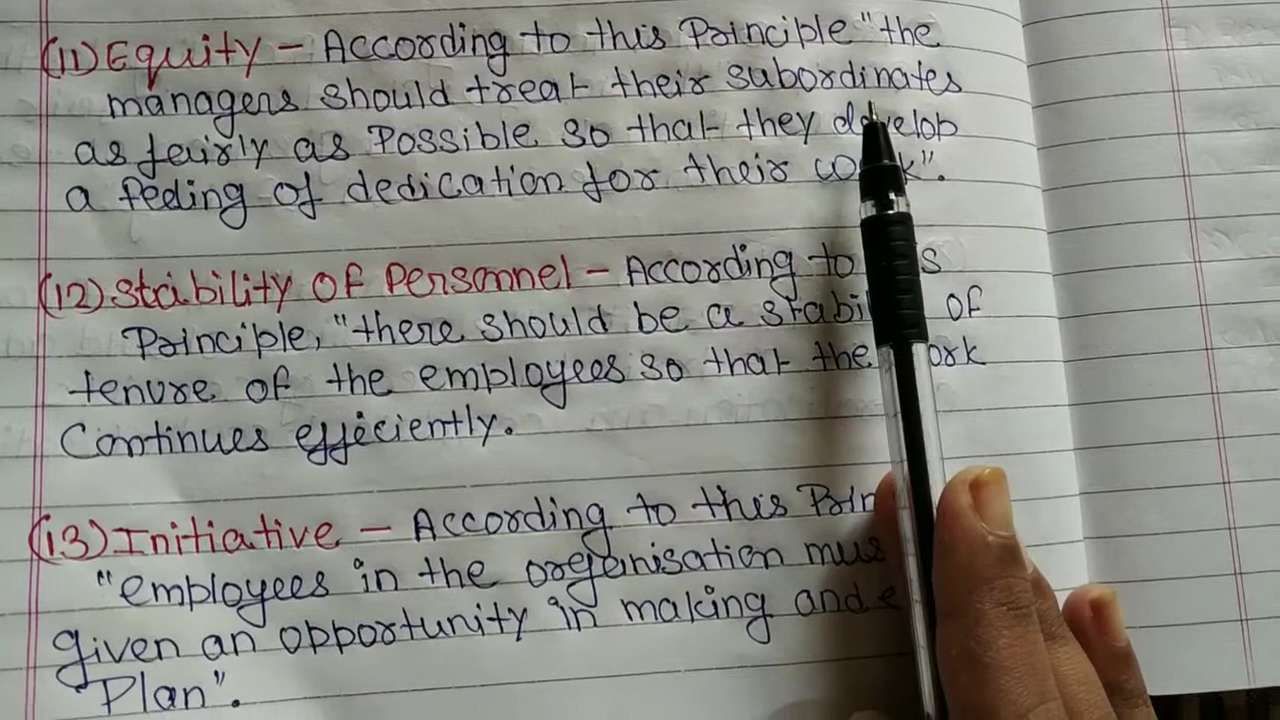 (11) Equity – According to this Principle "the
managers should treat their subordinates
as fairly as Possible so that they develop
a feeling of dedication for their work".
(12) Stability Of Personnel – According to
Principle, "there should be a of
tenure of the employees so that the
Continues efficiently.
(13) Initiative – According to this
"employees in the organisation
given an opportunity in making and
Plan".